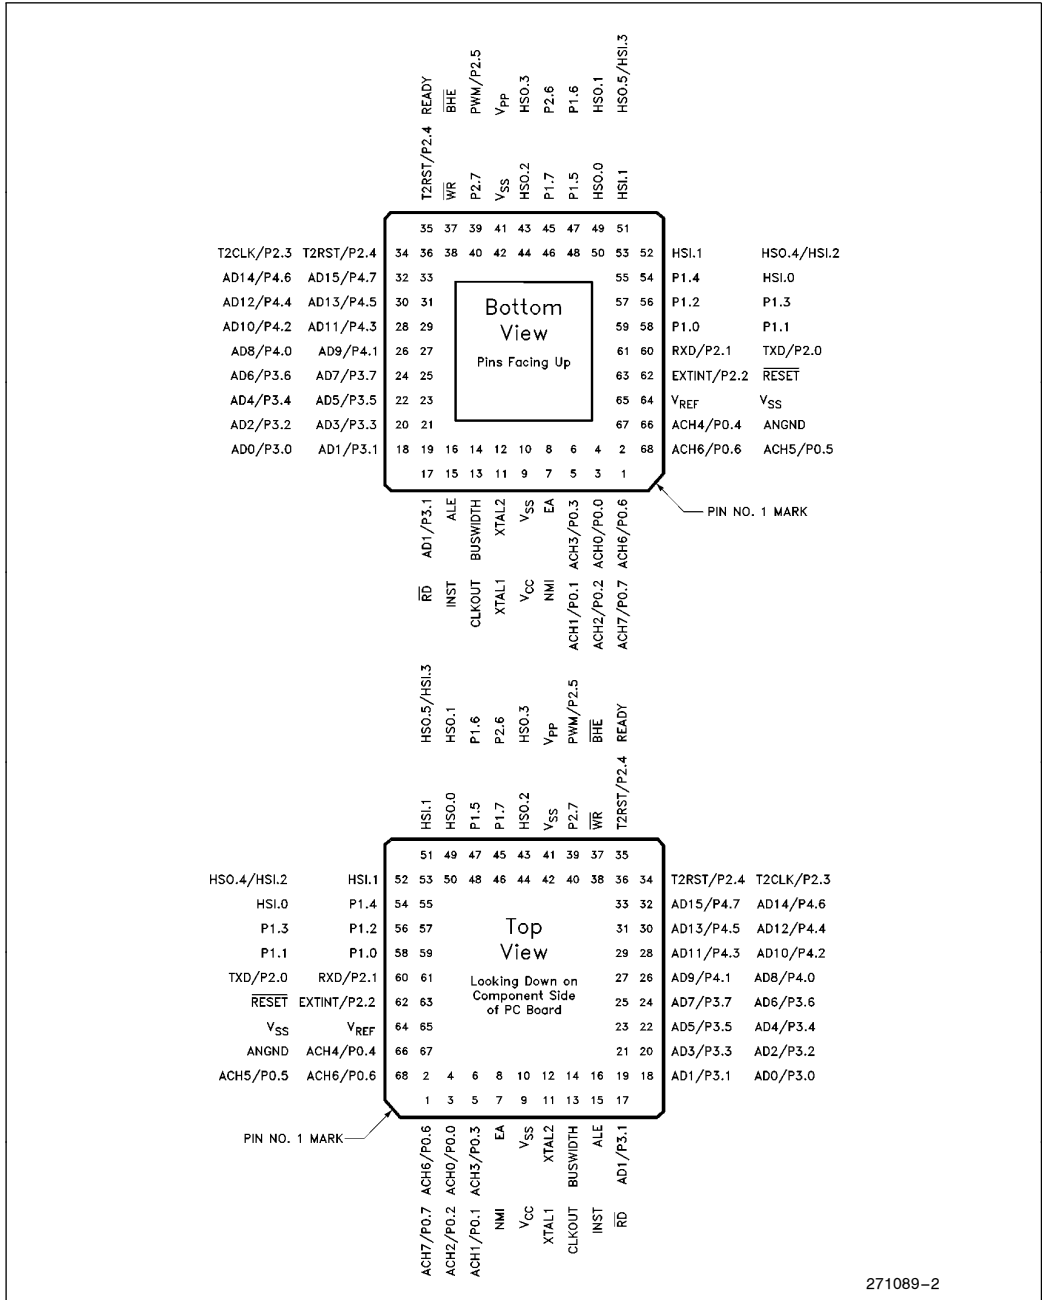 READY BHE PWM/P2.5 VPP HSO.3 P2.6 P1.6 HSO.1 HSO.5/HSI.3
T2RST/P2.4 WR P2.7 VSS HSO.2 P1.7 P1.5 HSO.0 HSI.1
35 37 39 41 43 45 47 49 51
T2CLK/P2.3 T2RST/P2.4 34 36 38 40 42 44 46 48 50 53 52 HSI.1 HSO.4/HSI.2
AD14/P4.6 AD15/P4.7 32 33 55 54 P1.4 HSI.0
AD12/P4.4 AD13/P4.5 30 31 57 56 P1.2 P1.3
AD10/P4.2 AD11/P4.3 28 29 59 58 P1.0 P1.1
AD8/P4.0 AD9/P4.1 26 27 61 60 RXD/P2.1 TXD/P2.0
AD6/P3.6 AD7/P3.7 24 25 63 62 EXTINT/P2.2 RESET
AD4/P3.4 AD5/P3.5 22 23 65 64 VREF VSS
AD2/P3.2 AD3/P3.3 20 21 67 66 ACH4/P0.4 ANGND
AD0/P3.0 AD1/P3.1 18 19 16 14 12 10 8 6 4 2 68 ACH6/P0.6 ACH5/P0.5
17 15 13 11 9 7 5 3 1
Bottom
View
Pins Facing Up
PIN NO. 1 MARK
AD1/P3.1 ALE BUSWIDTH XTAL2 VSS EA ACH3/P0.3 ACH0/P0.0 ACH6/P0.6
RD INST CLKOUT XTAL1 VCC NMI ACH1/P0.1 ACH2/P0.2 ACH7/P0.7
HSO.5/HSI.3 HSO.1 P1.6 P2.6 HSO.3 VPP PWM/P2.5 BHE READY
HSI.1 HSO.0 P1.5 P1.7 HSO.2 VSS P2.7 WR T2RST/P2.4
51 49 47 45 43 41 39 37 35
HSO.4/HSI.2 HSI.1 52 53 50 48 46 44 42 40 38 36 34 T2RST/P2.4 T2CLK/P2.3
HSI.0 P1.4 54 55 33 32 AD15/P4.7 AD14/P4.6
P1.3 P1.2 56 57 31 30 AD13/P4.5 AD12/P4.4
P1.1 P1.0 58 59 29 28 AD11/P4.3 AD10/P4.2
TXD/P2.0 RXD/P2.1 60 61 27 26 AD9/P4.1 AD8/P4.0
RESET EXTINT/P2.2 62 63 25 24 AD7/P3.7 AD6/P3.6
VSS VREF 64 65 23 22 AD5/P3.5 AD4/P3.4
ANGND ACH4/P0.4 66 67 21 20 AD3/P3.3 AD2/P3.2
ACH5/P0.5 ACH6/P0.6 68 2 4 6 8 10 12 14 16 19 18 AD1/P3.1 AD0/P3.0
1 3 5 7 9 11 13 15 17
Top
View
Looking Down on
Component Side
of PC Board
PIN NO. 1 MARK
ACH6/P0.6 ACH0/P0.0 ACH3/P0.3 EA VSS XTAL2 BUSWIDTH ALE AD1/P3.1
ACH7/P0.7 ACH2/P0.2 ACH1/P0.1 NMI VCC XTAL1 CLKOUT INST RD
271089-2